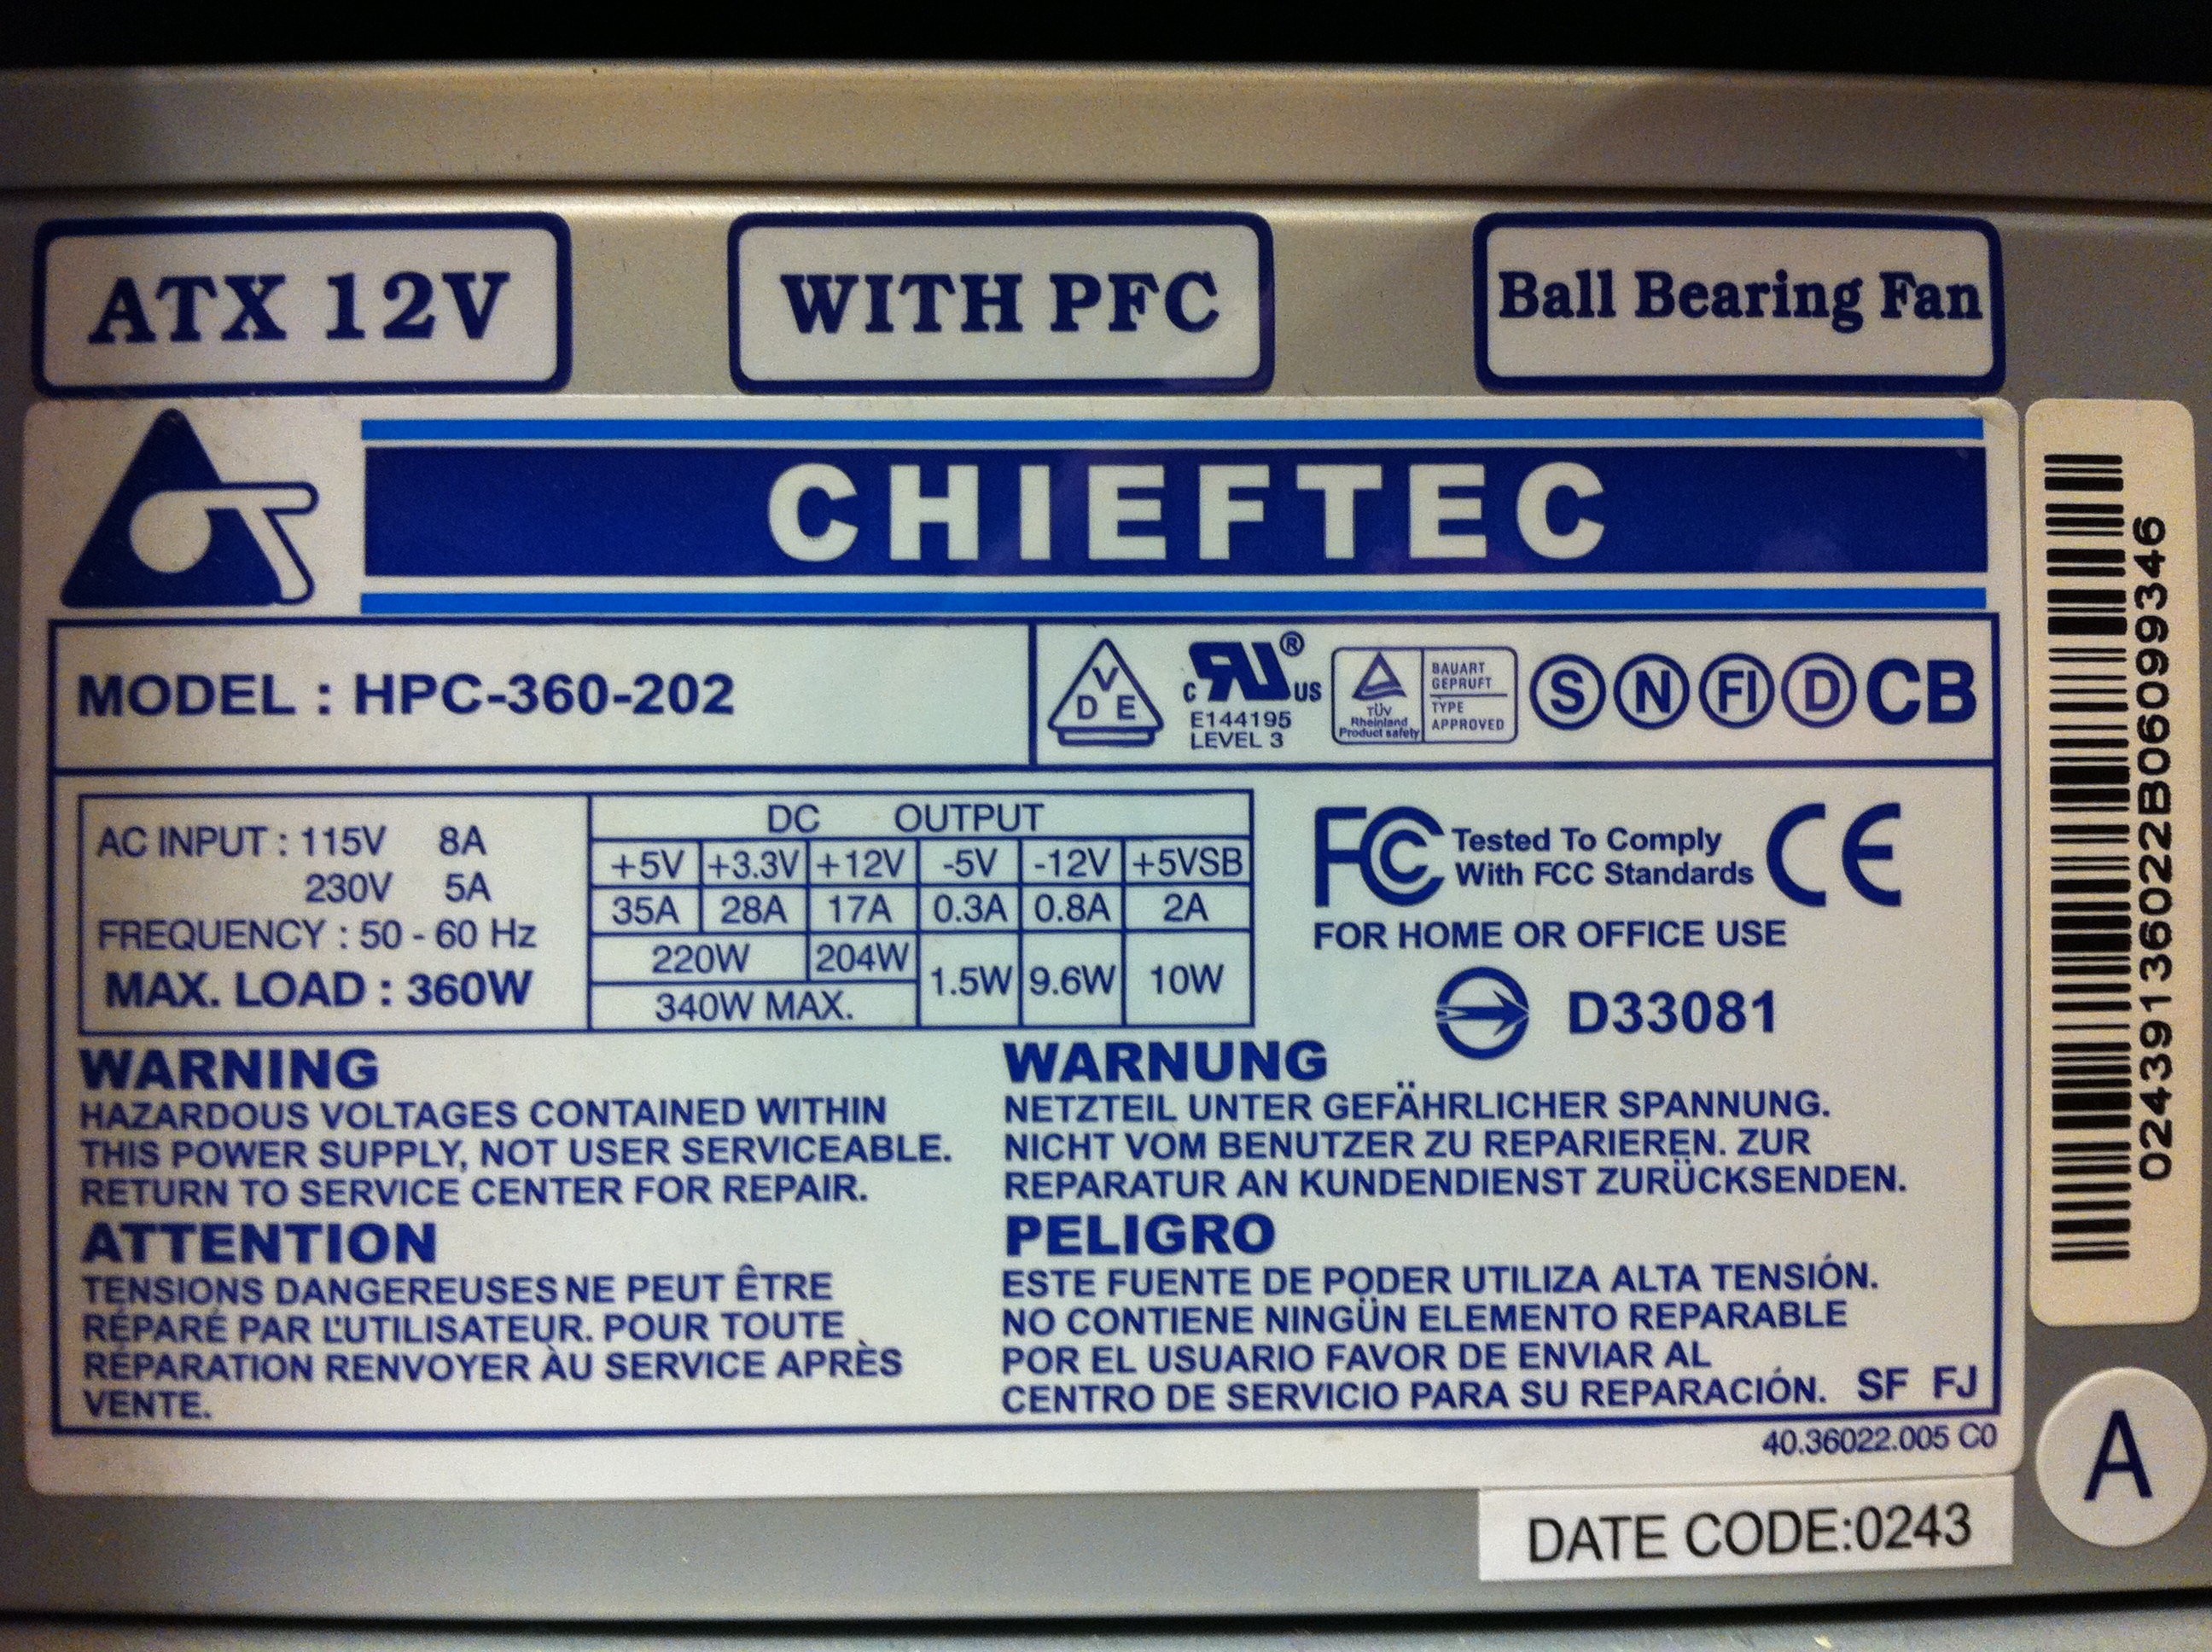 ATX 12V
WITH PFC
Ball Bearing Fan
CHIEFTEC
MODEL : HPC-360-202
V
D E
C RU ® US
E144195
LEVEL 3
TÜV
Rheinland
Product safety
BAUART
GEPRUFT
TYPE
APPROVED
S N FI D CB
AC INPUT : 115V 8A
230V 5A
FREQUENCY : 50 - 60 Hz
MAX. LOAD : 360W
DC OUTPUT
+5V +3.3V +12V -5V -12V +5VSB
35A 28A 17A 0.3A 0.8A 2A
220W 204W 1.5W 9.6W 10W
340W MAX.
FC Tested To Comply
With FCC Standards
CE
FOR HOME OR OFFICE USE
D33081
WARNING
HAZARDOUS VOLTAGES CONTAINED WITHIN
THIS POWER SUPPLY, NOT USER SERVICEABLE.
RETURN TO SERVICE CENTER FOR REPAIR.
ATTENTION
TENSIONS DANGEREUSES NE PEUT ÊTRE
RÉPARÉ PAR L'UTILISATEUR. POUR TOUTE
RÉPARATION RENVOYER ÀU SERVICE APRÈS
VENTE.
WARNUNG
NETZTEIL UNTER GEFÄHRLICHER SPANNUNG.
NICHT VOM BENUTZER ZU REPARIEREN. ZUR
REPARATUR AN KUNDENDIENST ZURÜCKSENDEN.
PELIGRO
ESTE FUENTE DE PODER UTILIZA ALTA TENSIÓN.
NO CONTIENE NINGÜN ELEMENTO REPARABLE
POR EL USUARIO FAVOR DE ENVIAR AL
CENTRO DE SERVICIO PARA SU REPARACIÓN. SF FJ
40.36022.005 C0
DATE CODE:0243
02439136022B06099346
A